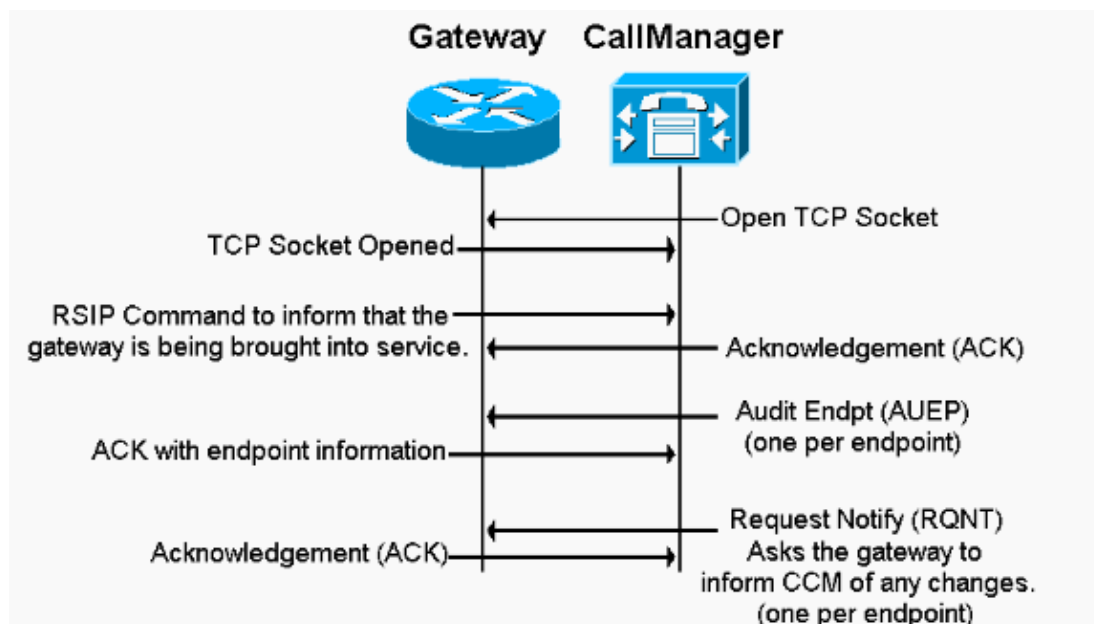 Gateway CallManager
Open TCP Socket
TCP Socket Opened
RSIP Command to inform that the
gateway is being brought into service.
Acknowledgement (ACK)
Audit Endpt (AUEP)
(one per endpoint)
ACK with endpoint information
Request Notify (RQNT)
Asks the gateway to
inform CCM of any changes.
(one per endpoint)
Acknowledgement (ACK)